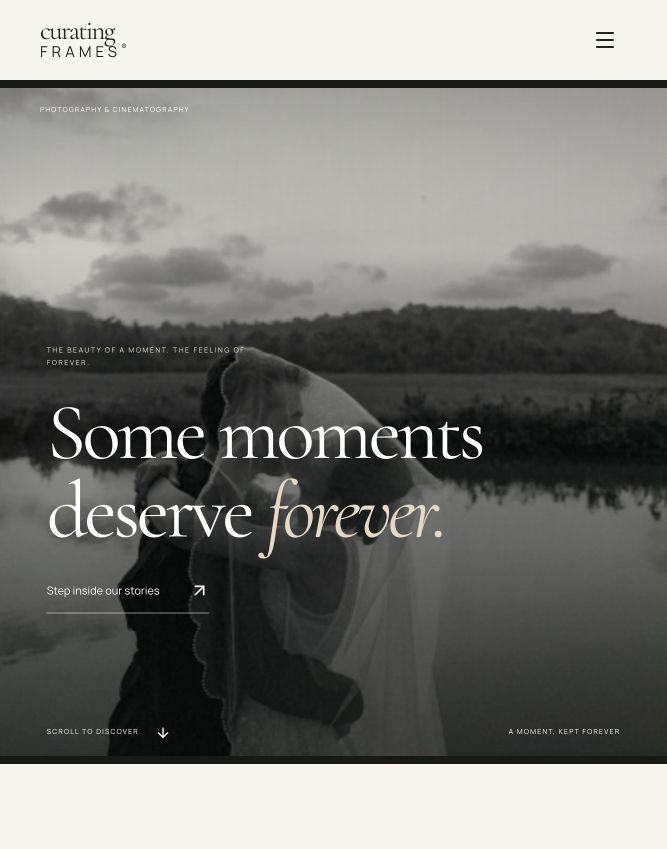 curating
FRAMES®
PHOTOGRAPHY & CINEMATOGRAPHY
THE BEAUTY OF A MOMENT. THE FEELING OF
FOREVER.
Some moments
deserve forever.
Step inside our stories
SCROLL TO DISCOVER
A MOMENT, KEPT FOREVER